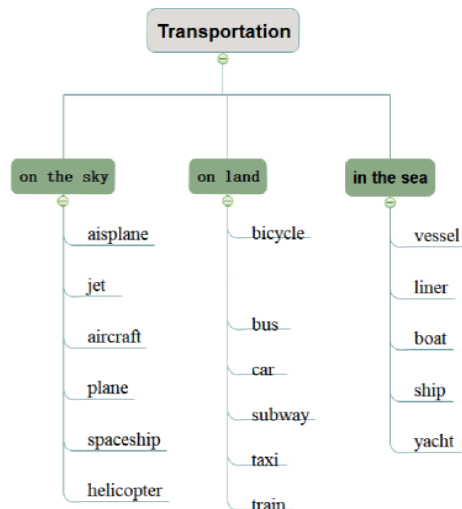 Transportation
on the sky
aisplane
jet
aircraft
plane
spaceship
helicopter
on land
bicycle
bus
car
subway
taxi
train
in the sea
vessel
liner
boat
ship
yacht